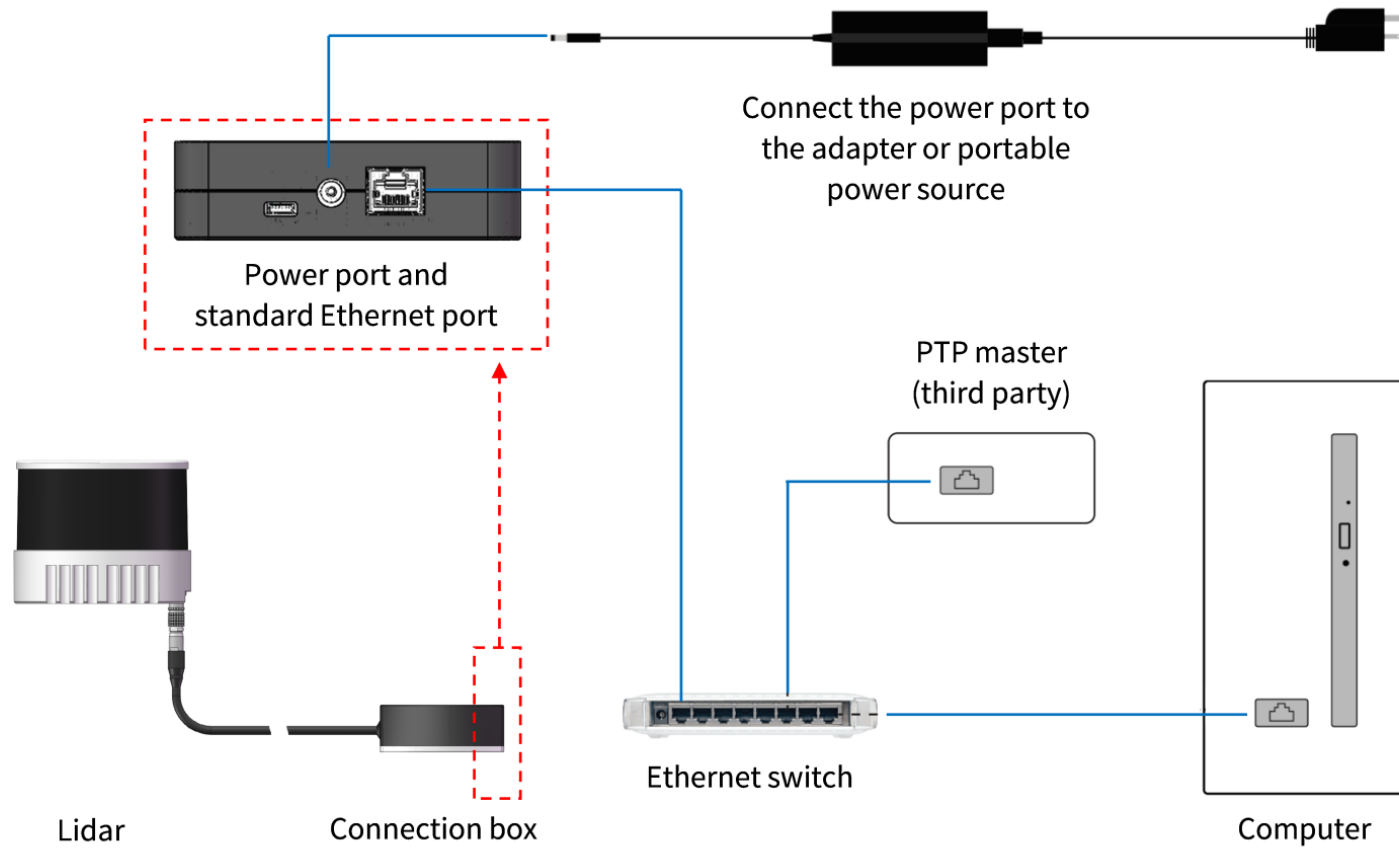 Connect the power port to
the adapter or portable
power source
Power port and
standard Ethernet port
PTP master
(third party)
Ethernet switch
Lidar
Connection box
Computer